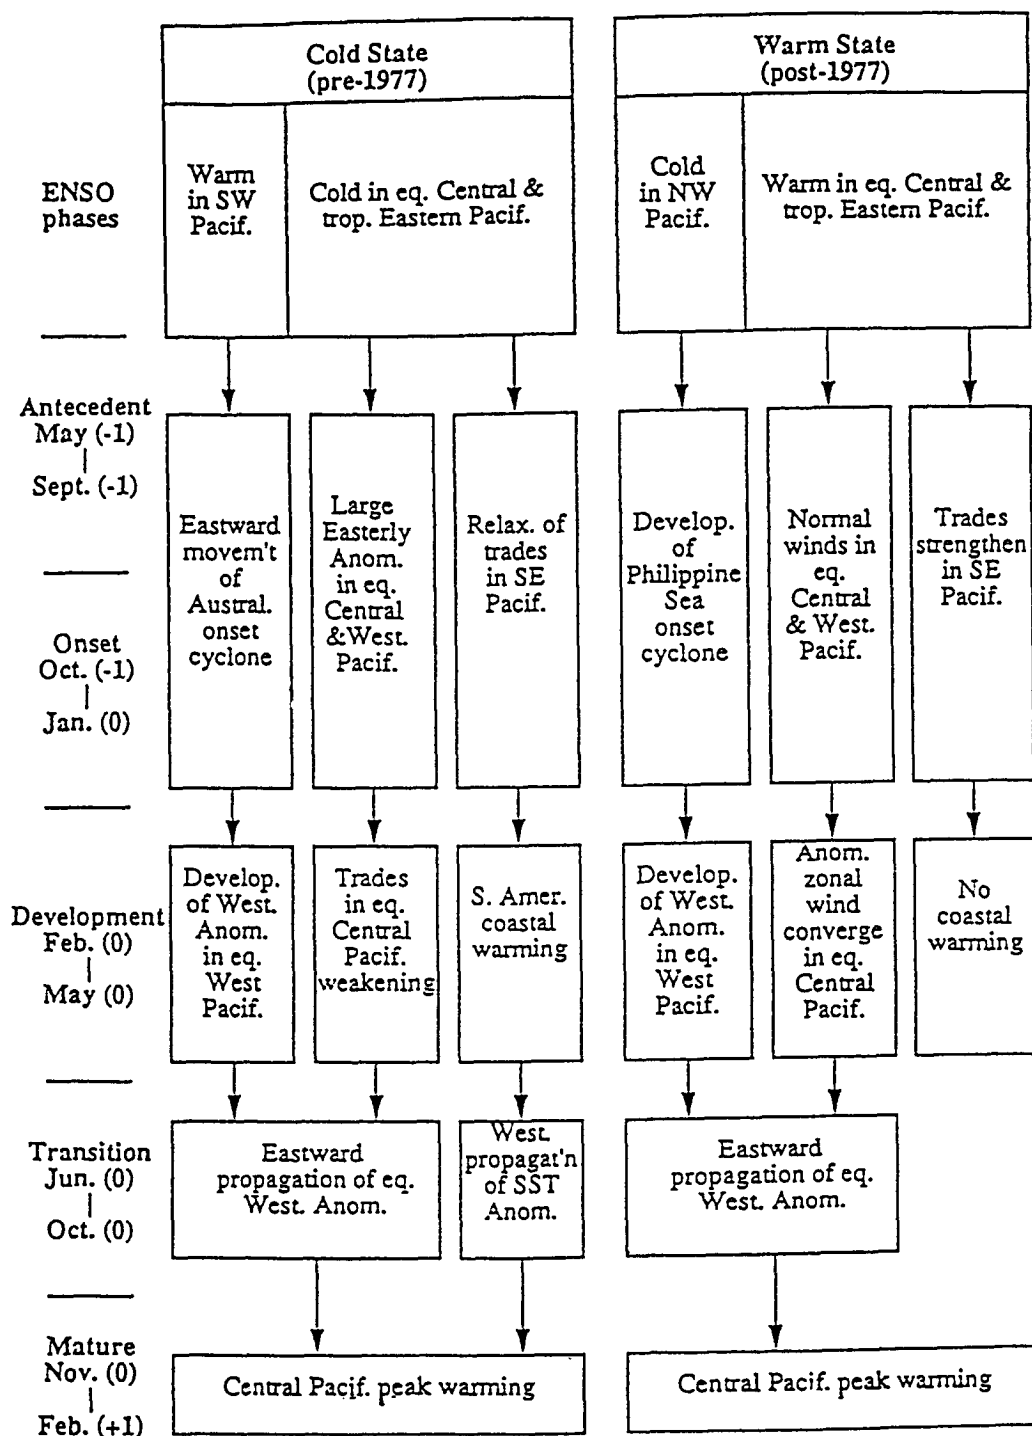 Cold State
(pre-1977)
Warm State
(post-1977)
ENSO
phases
Warm
in SW
Pacif.
Cold in eq. Central &
trop. Eastern Pacif.
Cold
in NW
Pacif.
Warm in eq. Central &
trop. Eastern Pacif.
Antecedent
May (-1)
|
Sept. (-1)
Onset
Oct. (-1)
|
Jan. (0)
Eastward
movem't
of
Austral.
onset
cyclone
Large
Easterly
Anom.
in eq.
Central
&West.
Pacif.
Relax. of
trades
in SE
Pacif.
Develop.
of
Philippine
Sea
onset
cyclone
Normal
winds in
eq.
Central
& West.
Pacif.
Trades
strengthen
in SE
Pacif.
Development
Feb. (0)
|
May (0)
Develop.
of West.
Anom.
in eq.
West
Pacif.
Trades
in eq.
Central
Pacif.
weakening
S. Amer.
coastal
warming
Develop.
of West.
Anom.
in eq.
West
Pacif.
Anom.
zonal
wind
converge
in eq.
Central
Pacif.
No
coastal
warming
Transition
Jun. (0)
|
Oct. (0)
Eastward
propagation of eq.
West. Anom.
West.
propagat'n
of SST
Anom.
Eastward
propagation of eq.
West. Anom.
Mature
Nov. (0)
|
Feb. (+1)
Central Pacif. peak warming
Central Pacif. peak warming